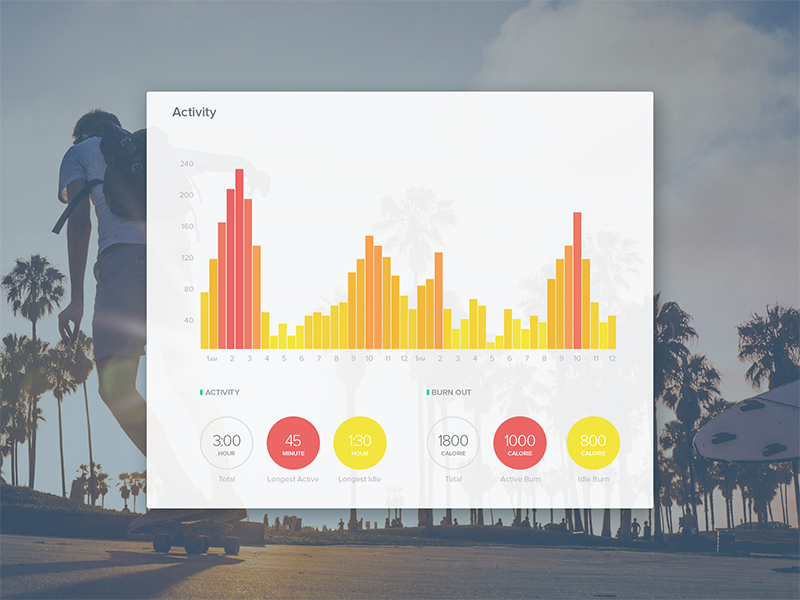 Activity
240
200
160
120
80
40
1AM 2 3 4 5 6 7 8 9 10 11 12 1PM 2 3 4 5 6 7 8 9 10 11 12
ACTIVITY
3:00
HOUR
Total
45
MINUTE
Longest Active
1:30
HOUR
Longest Idle
BURN OUT
1800
CALORIE
Total
1000
CALORIE
Active Burn
800
CALORIE
Idle Burn